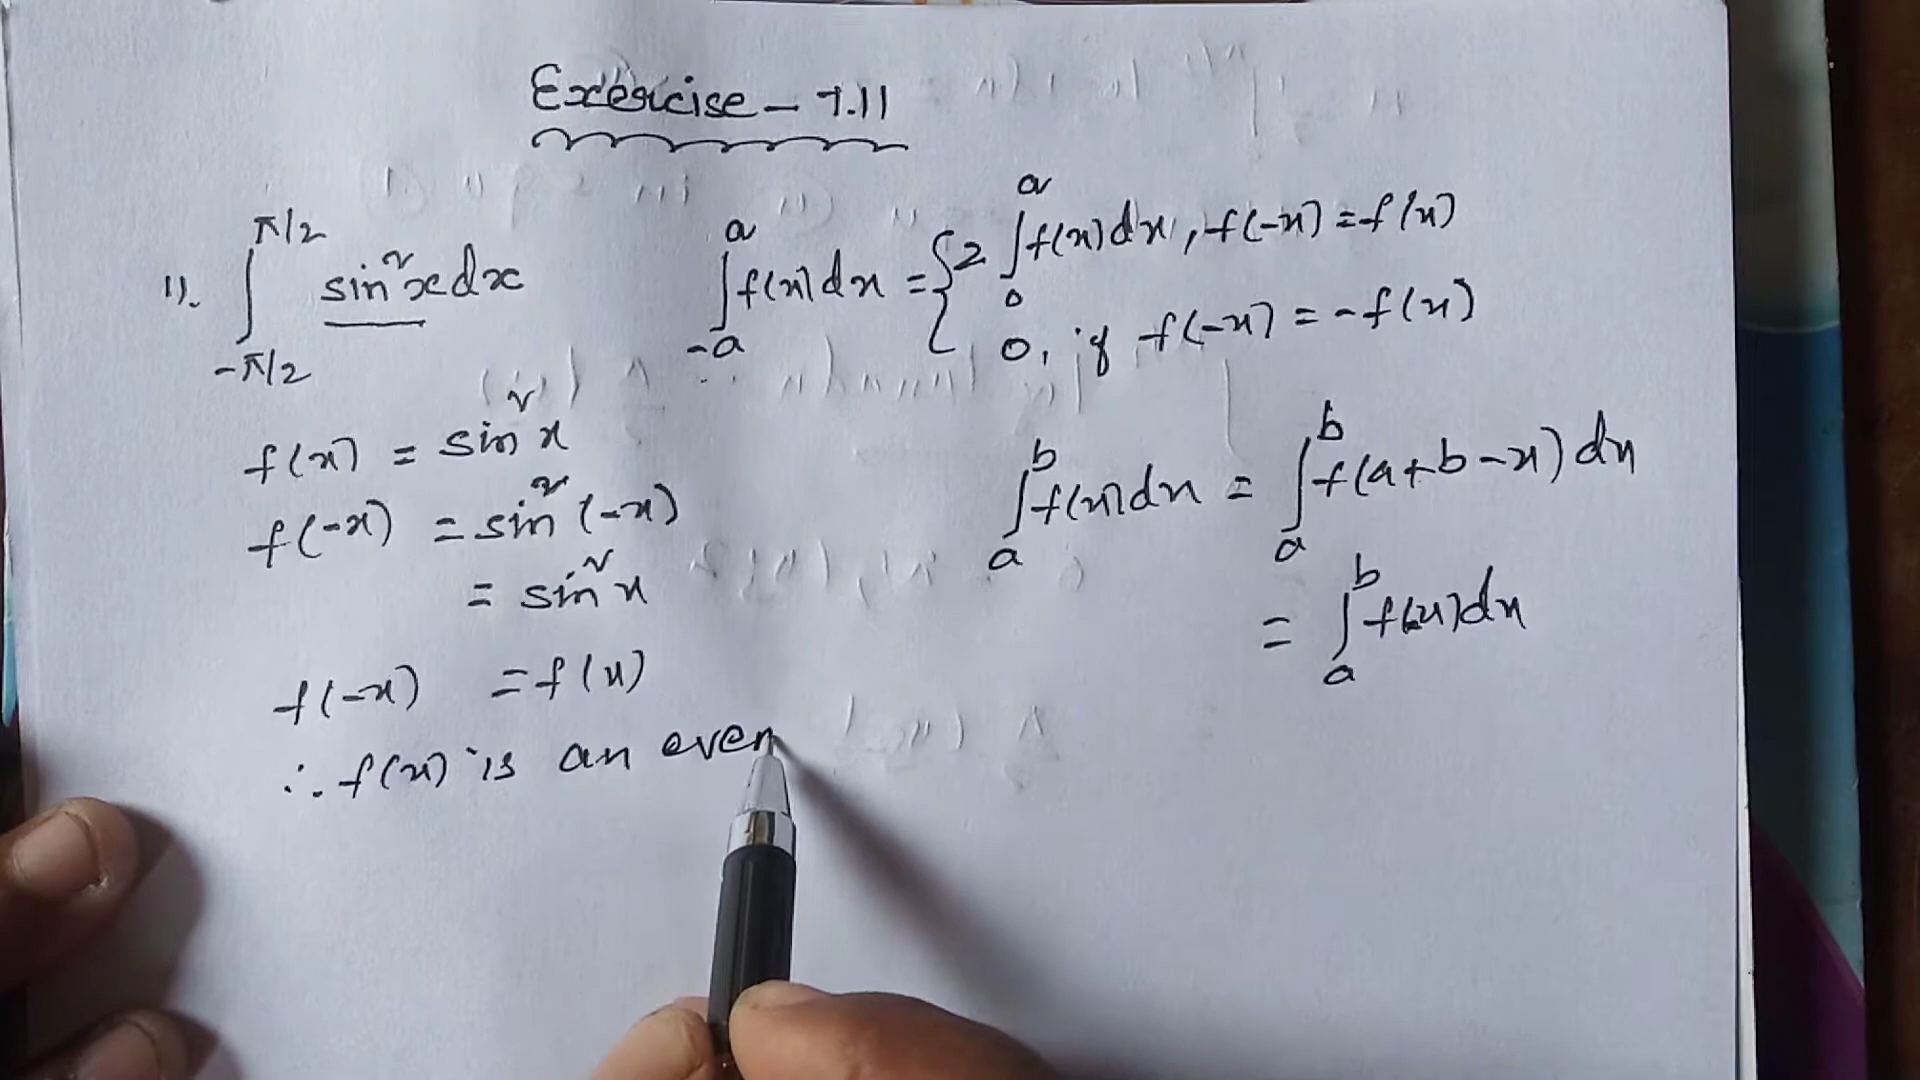 Exercise - 7.11
1). ∫_{-π/2}^{π/2} sin²x dx
∫_{-a}^{a} f(x) dx = { 2 ∫_{0}^{a} f(x) dx, f(-x) = f(x)
0, if f(-x) = -f(x)
f(x) = sin²x
f(-x) = sin²(-x)
= sin²x
f(-x) = f(x)
∴ f(x) is an even
∫_{a}^{b} f(x) dx = ∫_{a}^{b} f(a+b-x) dx
= ∫_{a}^{b} f(x) dx